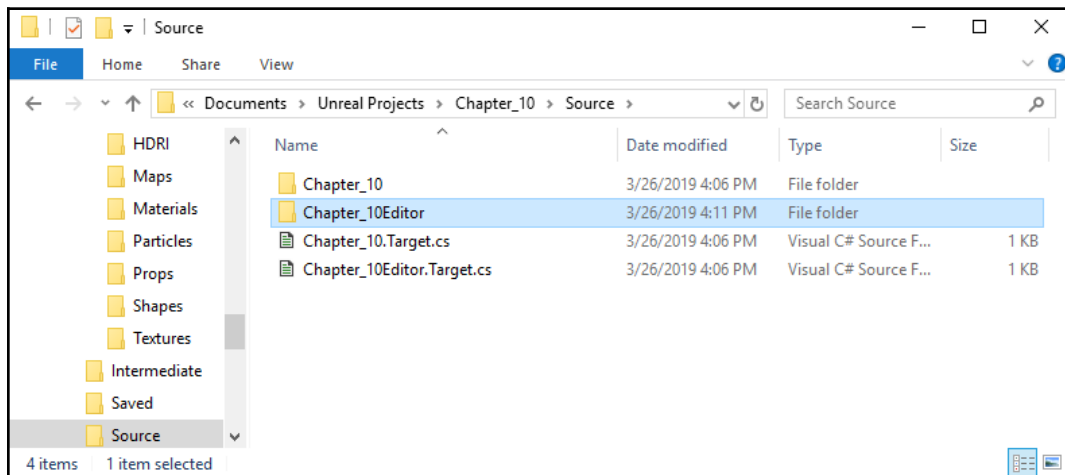 Source
File Home Share View
« Documents > Unreal Projects > Chapter_10 > Source > Search Source
HDRI
Maps
Materials
Particles
Props
Shapes
Textures
Intermediate
Saved
Source
Name Date modified Type Size
Chapter_10 3/26/2019 4:06 PM File folder
Chapter_10Editor 3/26/2019 4:11 PM File folder
Chapter_10.Target.cs 3/26/2019 4:06 PM Visual C# Source F... 1 KB
Chapter_10Editor.Target.cs 3/26/2019 4:06 PM Visual C# Source F... 1 KB
4 items 1 item selected